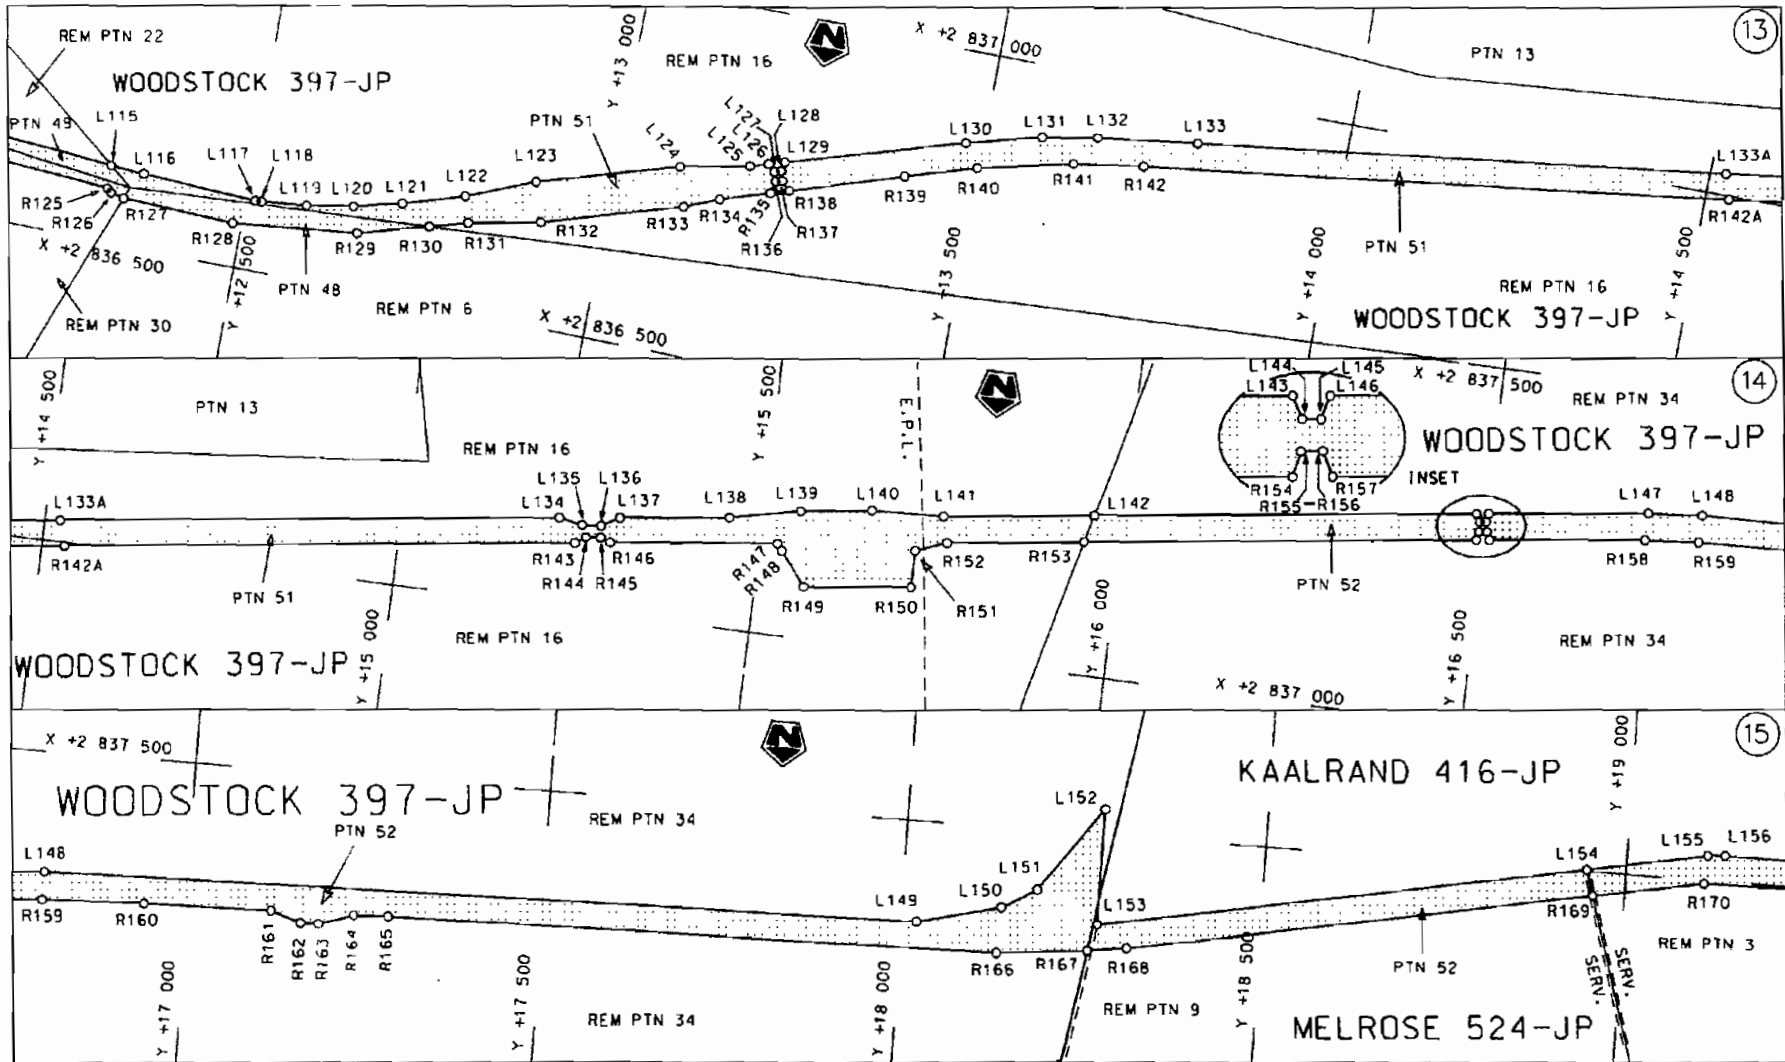 13
REM PTN 22
WOODSTOCK 397-JP
Y +13 000
REM PTN 16
N
X +2 837 000
PTN 13
PTN 49
L115
L116
L117
L118
L119
L120
L121
L122
L123
PTN 51
L124
L125
L126
L127
L128
L129
L130
L131
L132
L133
L133A
R125
R126
R127
R128
R129
R130
R131
R132
R133
R134
R135
R136
R137
R138
R139
R140
R141
R142
R142A
X +2 836 500
Y +12 500
PTN 48
REM PTN 30
REM PTN 6
X +2 836 500
Y +13 500
Y +14 000
PTN 51
REM PTN 16
WOODSTOCK 397-JP
Y +14 500
14
Y +14 500
PTN 13
REM PTN 16
Y +15 500
E.P.L.
N
L144
L145
L143
L146
X +2 837 500
REM PTN 34
WOODSTOCK 397-JP
INSET
R154
R157
R155-R156
L133A
L134
L135
L136
L137
L138
L139
L140
L141
L142
L147
L148
R142A
R143
R144
R145
R146
R147
R148
R149
R150
R151
R152
R153
R158
R159
PTN 51
PTN 52
WOODSTOCK 397-JP
Y +15 000
REM PTN 16
Y +16 000
X +2 837 000
Y +16 500
REM PTN 34
15
X +2 837 500
N
WOODSTOCK 397-JP
PTN 52
REM PTN 34
KAALRAND 416-JP
Y +19 000
L148
L149
L150
L151
L152
L153
L154
L155
L156
R159
R160
R161
R162
R163
R164
R165
R166
R167
R168
R169
R170
Y +17 000
Y +17 500
REM PTN 34
Y +18 000
REM PTN 9
Y +18 500
PTN 52
MELROSE 524-JP
SERV.
SERV.
REM PTN 3